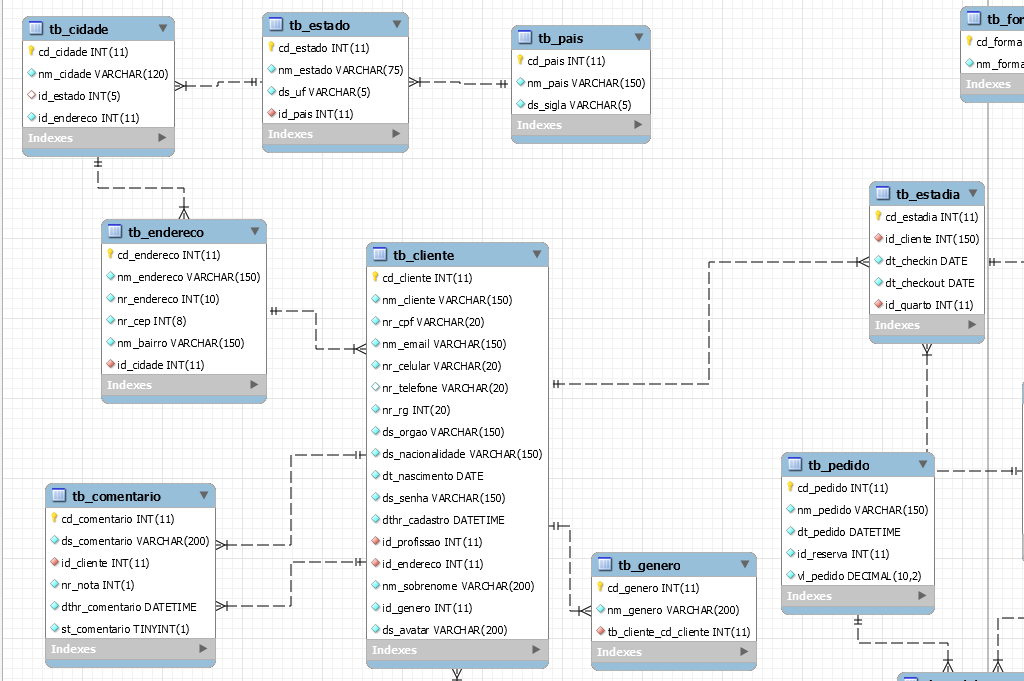 tb_cidade
cd_cidade INT(11)
nm_cidade VARCHAR(120)
id_estado INT(5)
id_endereco INT(11)
Indexes
tb_estado
cd_estado INT(11)
nm_estado VARCHAR(75)
ds_uf VARCHAR(5)
id_pais INT(11)
Indexes
tb_pais
cd_pais INT(11)
nm_pais VARCHAR(150)
ds_sigla VARCHAR(5)
Indexes
tb_for
cd_forma
nm_forma
Indexes
tb_endereco
cd_endereco INT(11)
nm_endereco VARCHAR(150)
nr_endereco INT(10)
nr_cep INT(8)
nm_bairro VARCHAR(150)
id_cidade INT(11)
Indexes
tb_cliente
cd_cliente INT(11)
nm_cliente VARCHAR(150)
nr_cpf VARCHAR(20)
nm_email VARCHAR(150)
nr_celular VARCHAR(20)
nr_telefone VARCHAR(20)
nr_rg INT(20)
ds_orgao VARCHAR(150)
ds_nacionalidade VARCHAR(150)
dt_nascimento DATE
ds_senha VARCHAR(150)
dthr_cadastro DATETIME
id_profissao INT(11)
id_endereco INT(11)
nm_sobrenome VARCHAR(200)
id_genero INT(11)
ds_avatar VARCHAR(200)
Indexes
tb_estadia
cd_estadia INT(11)
id_cliente INT(150)
dt_checkin DATE
dt_checkout DATE
id_quarto INT(11)
Indexes
tb_comentario
cd_comentario INT(11)
ds_comentario VARCHAR(200)
id_cliente INT(11)
nr_nota INT(1)
dthr_comentario DATETIME
st_comentario TINYINT(1)
Indexes
tb_genero
cd_genero INT(11)
nm_genero VARCHAR(200)
tb_cliente_cd_cliente INT(11)
Indexes
tb_pedido
cd_pedido INT(11)
nm_pedido VARCHAR(150)
dt_pedido DATETIME
id_reserva INT(11)
vl_pedido DECIMAL(10,2)
Indexes